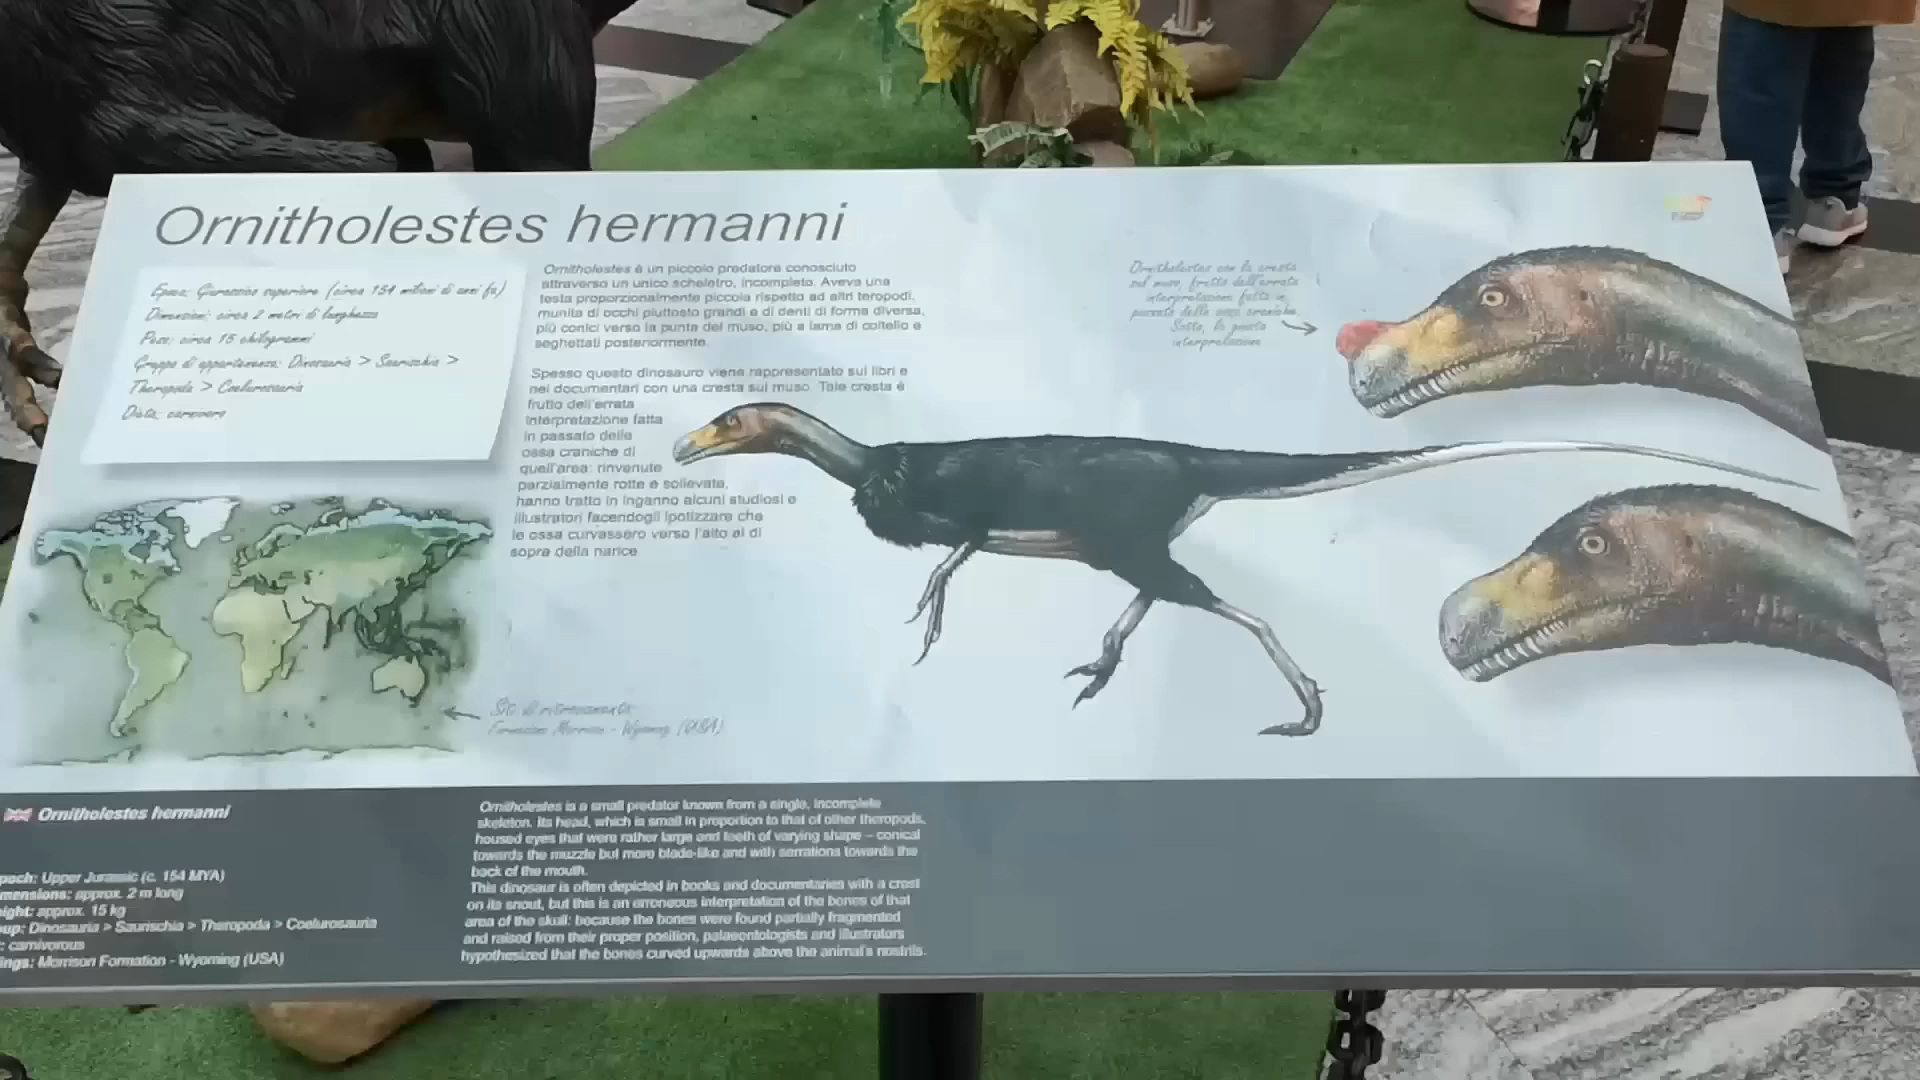 Ornitholestes hermanni
Epoca: Giurassico superiore (circa 154 milioni di anni fa)
Dimensioni: circa 2 metri di lunghezza
Peso: circa 15 chilogrammi
Gruppo di appartenenza: Dinosauria > Saurischia >
Theropoda > Coelurosauria
Dieta: carnivoro
Ornitholestes è un piccolo predatore conosciuto
attraverso un unico scheletro, incompleto. Aveva una
testa proporzionalmente piccola rispetto ad altri teropodi,
munita di occhi piuttosto grandi e di denti di forma diversa,
più conici verso la punta del muso, più a lama di coltello e
seghettati posteriormente.
Spesso questo dinosauro viene rappresentato sui libri e
nei documentari con una cresta sul muso. Tale cresta è
frutto dell'errata
interpretazione fatta
in passato delle
ossa craniche di
quell'area: rinvenute
parzialmente rotte e sollevate,
hanno tratto in inganno alcuni studiosi e
illustratori facendogli ipotizzare che
le ossa curvassero verso l'alto al di
sopra della narice
Ornitholestes con la cresta
sul muso, frutto dell'errata
interpretazione fatta in
passato delle ossa craniche.
Sotto, la giusta
interpretazione
Sito di ritrovamento:
Formazione Morrison - Wyoming (USA)
Ornitholestes hermanni
poch: Upper Jurassic (c. 154 MYA)
mensions: approx. 2 m long
ight: approx. 15 kg
oup: Dinosauria > Saurischia > Theropoda > Coelurosauria
: carnivorous
ings: Morrison Formation - Wyoming (USA)
Ornitholestes is a small predator known from a single, incomplete
skeleton. Its head, which is small in proportion to that of other theropods,
housed eyes that were rather large and teeth of varying shape – conical
towards the muzzle but more blade-like and with serrations towards the
back of the mouth.
This dinosaur is often depicted in books and documentaries with a crest
on its snout, but this is an erroneous interpretation of the bones of that
area of the skull: because the bones were found partially fragmented
and raised from their proper position, palaeontologists and illustrators
hypothesized that the bones curved upwards above the animal's nostrils.